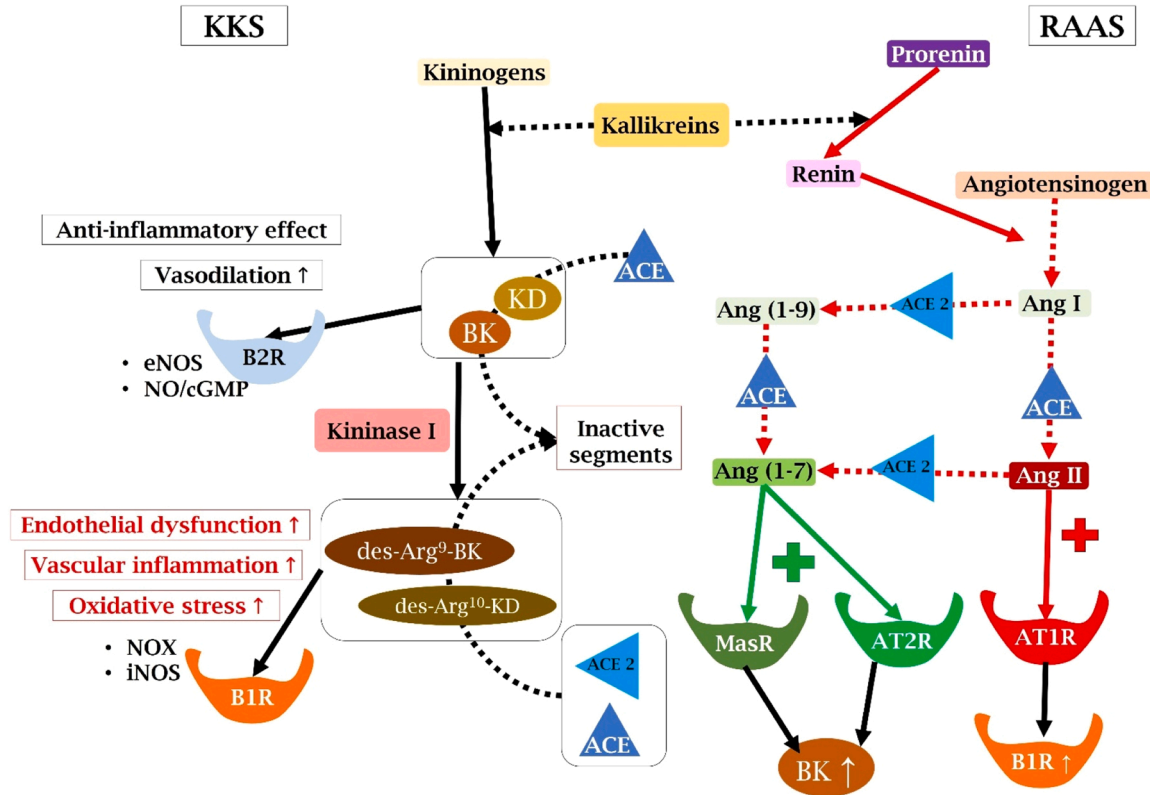 KKS
RAAS
Prorenin
Kininogens
Kallikreins
Renin
Angiotensinogen
Anti-inflammatory effect
Vasodilation ↑
ACE
KD
BK
B2R
• eNOS
• NO/cGMP
Ang (1-9)
ACE 2
Ang I
ACE
ACE
Kininase I
Inactive
segments
Ang (1-7)
ACE 2
Ang II
Endothelial dysfunction ↑
Vascular inflammation ↑
Oxidative stress ↑
• NOX
• iNOS
B1R
des-Arg⁹-BK
des-Arg¹⁰-KD
ACE 2
ACE
MasR
AT2R
AT1R
BK ↑
B1R ↑